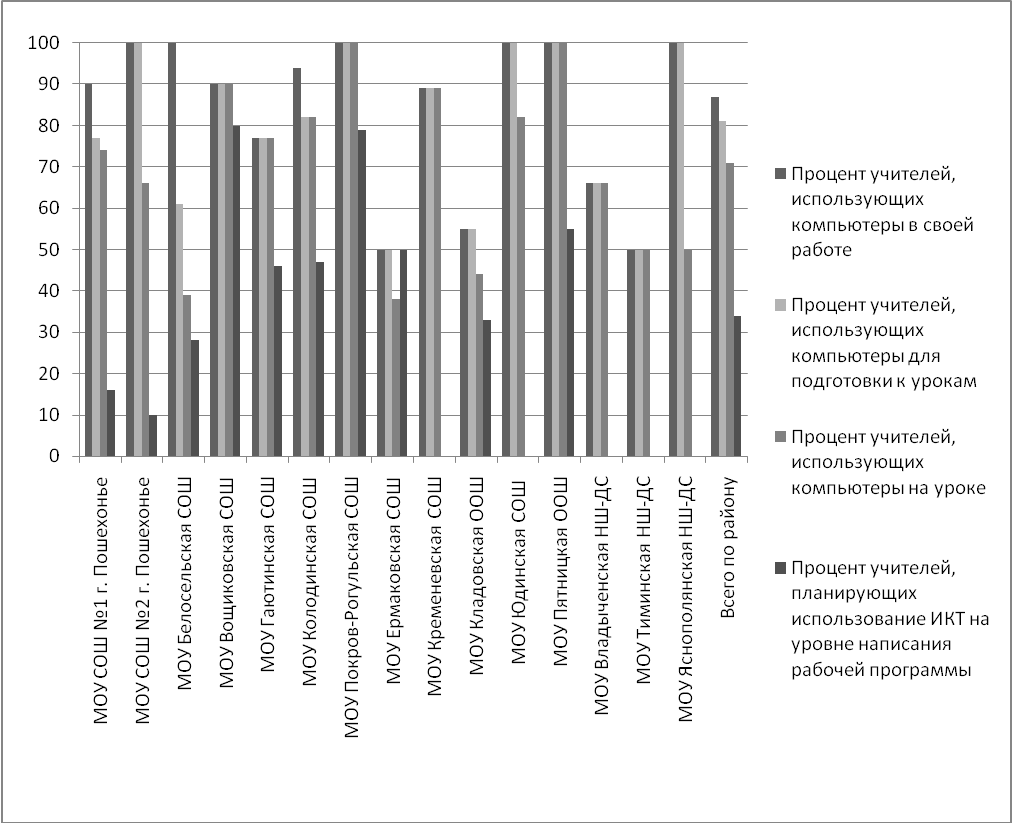 100
90
80
70
60
50
40
30
20
10
0
МОУ СОШ №1 г. Пошехонье
МОУ СОШ №2 г. Пошехонье
МОУ Белосельская СОШ
МОУ Вощиковская СОШ
МОУ Гаютинская СОШ
МОУ Колодинская СОШ
МОУ Покров-Рогульская СОШ
МОУ Ермаковская СОШ
МОУ Кременевская СОШ
МОУ Кладовская ООШ
МОУ Юдинская СОШ
МОУ Пятницкая ООШ
МОУ Владыченская НШ-ДС
МОУ Тиминская НШ-ДС
МОУ Яснополянская НШ-ДС
Всего по району
Процент учителей,
использующих
компьютеры в своей
работе
Процент учителей,
использующих
компьютеры для
подготовки к урокам
Процент учителей,
использующих
компьютеры на уроке
Процент учителей,
планирующих
использование ИКТ на
уровне написания
рабочей программы